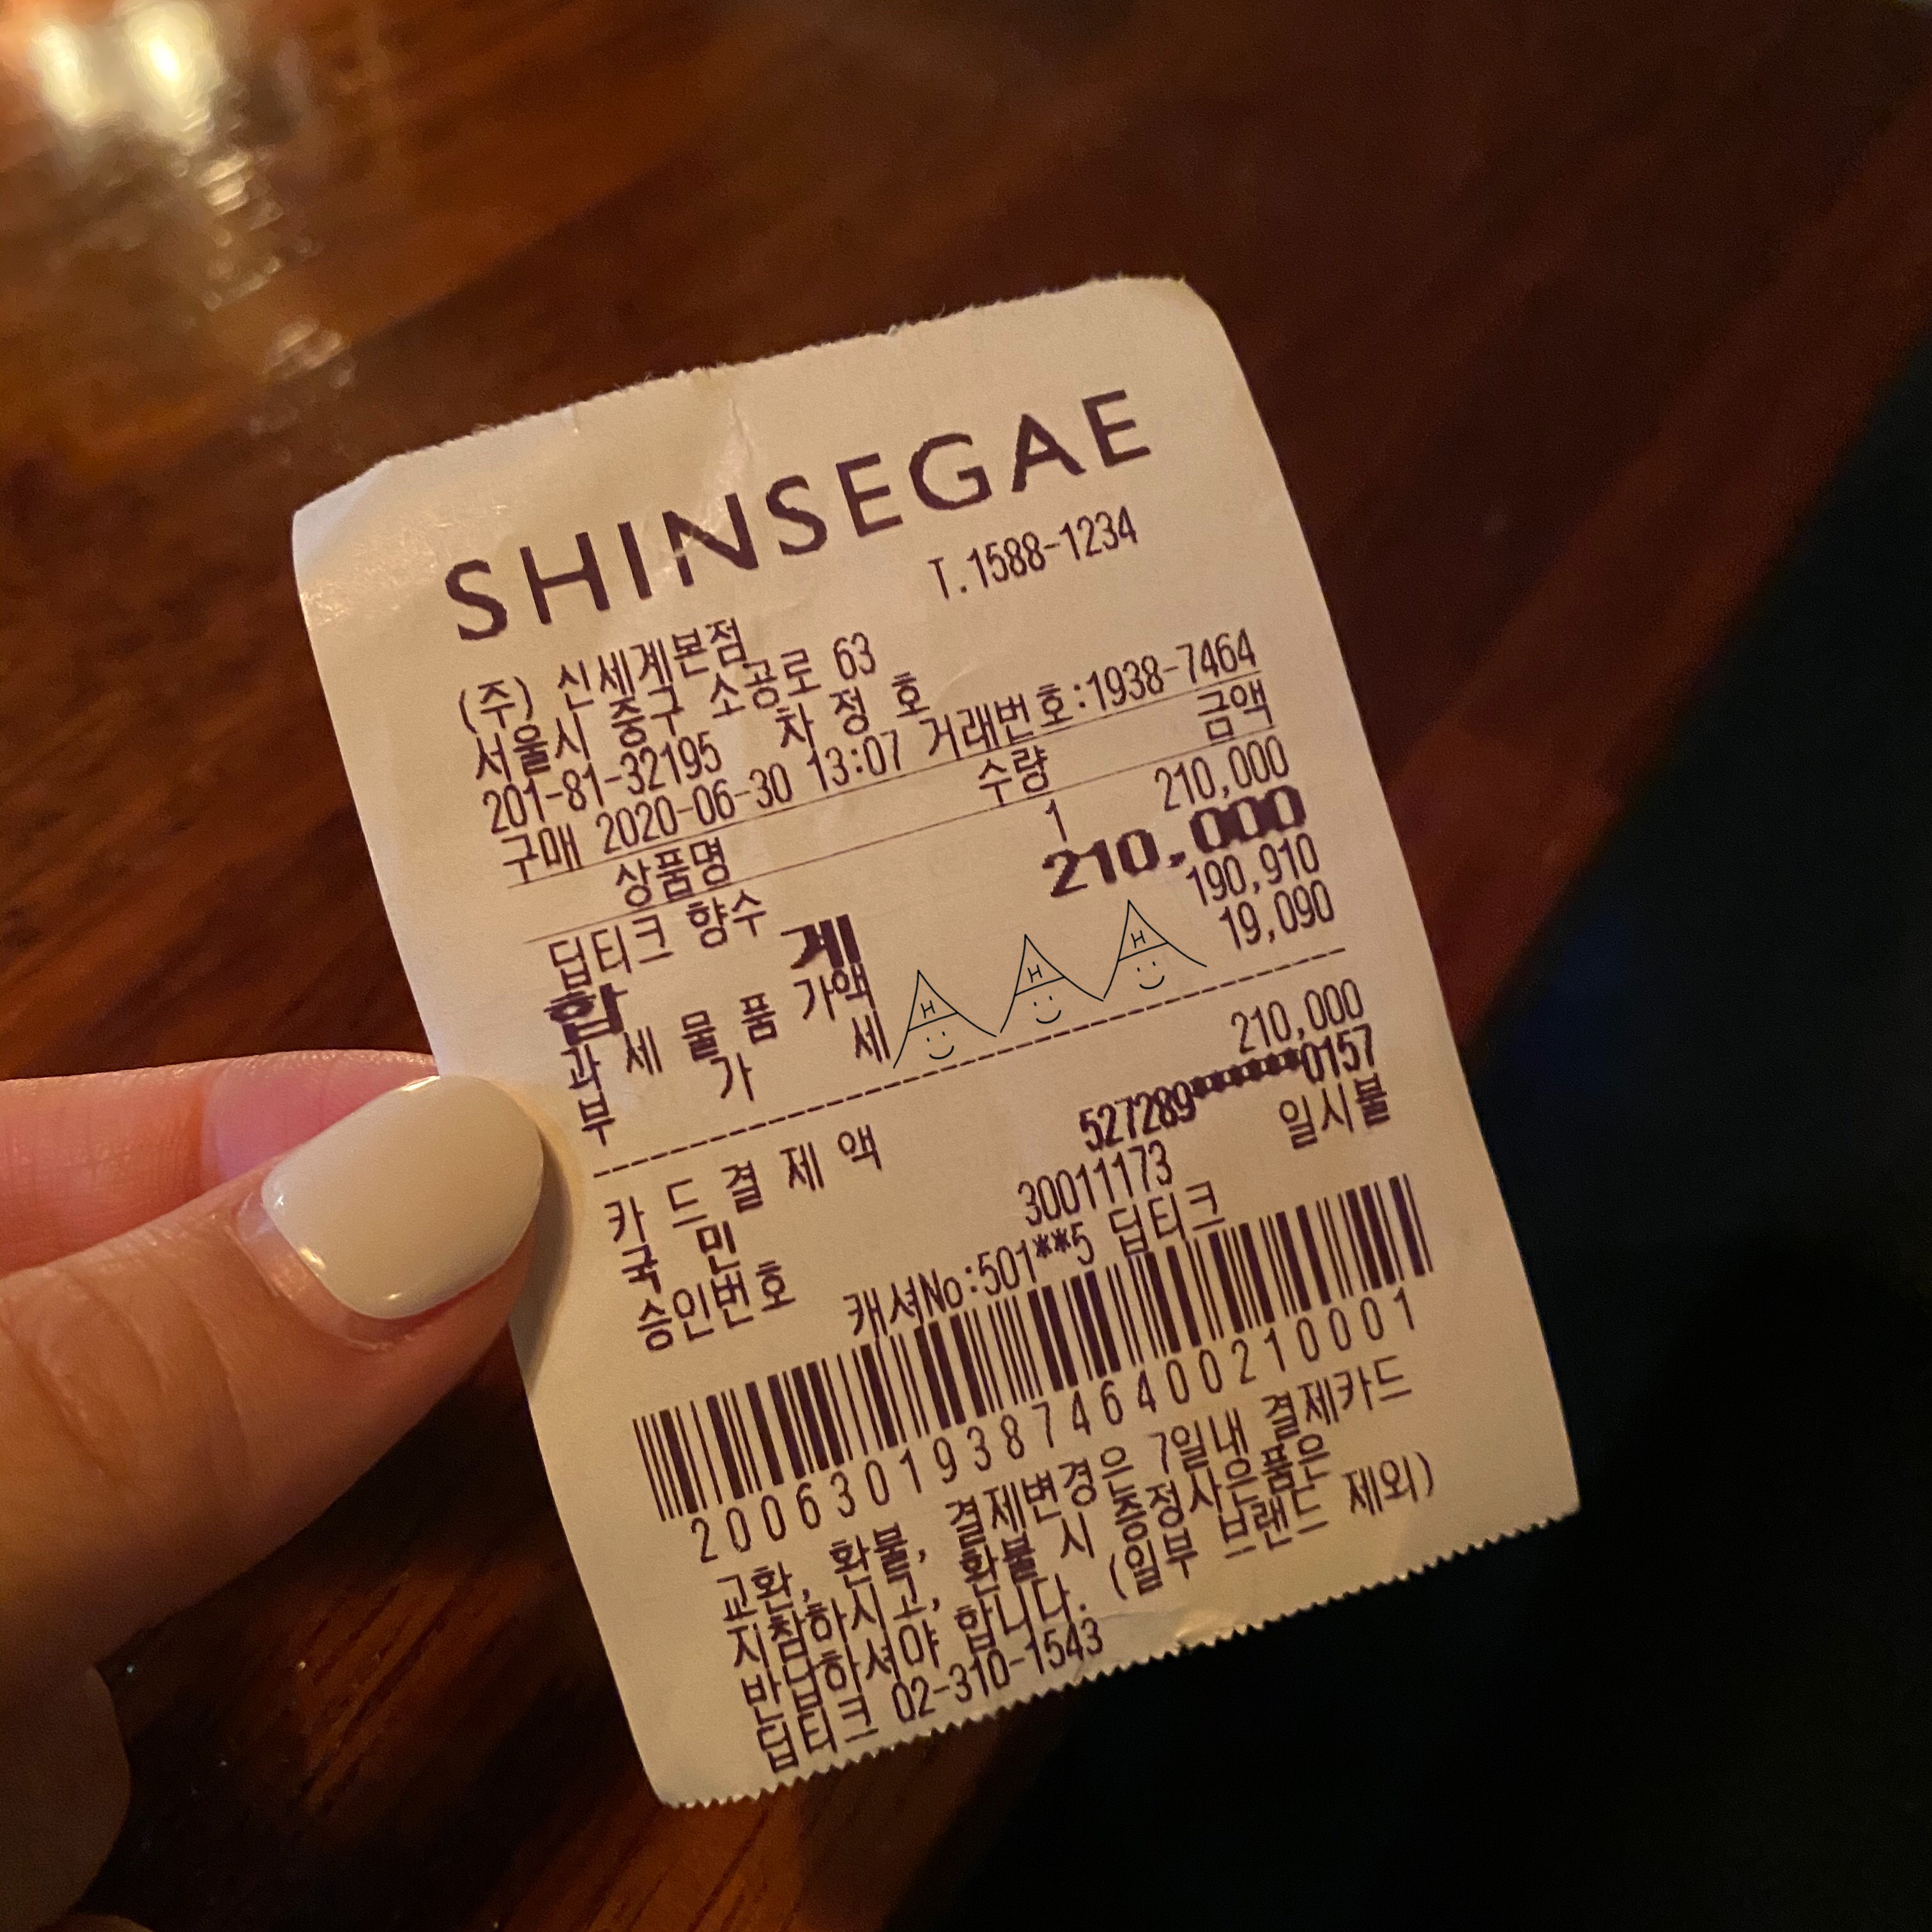 SHINSEGAE
T.1588-1234
(주) 신세계본점
서울시 중구 소공로 63
201-81-32195 차 정 호
구매 2020-06-30 13:07 거래번호:1938-7464
상품명 수량 금액
딥티크 향수 1 210,000
합 계 210,000
과 세 물 품 가액 190,910
부 가 세 19,090
H H H
카 드 결 제 액 210,000
국 민 527289******0157
승인번호 30011173 일시불
캐셔No:501**5 딥티크
2006301938746400210001
교환, 환불, 결제변경은 7일내 결제카드
지참하시고, 환불 시 증정사은품은
반납하셔야 합니다. (일부 브랜드 제외)
딥티크 02-310-1543